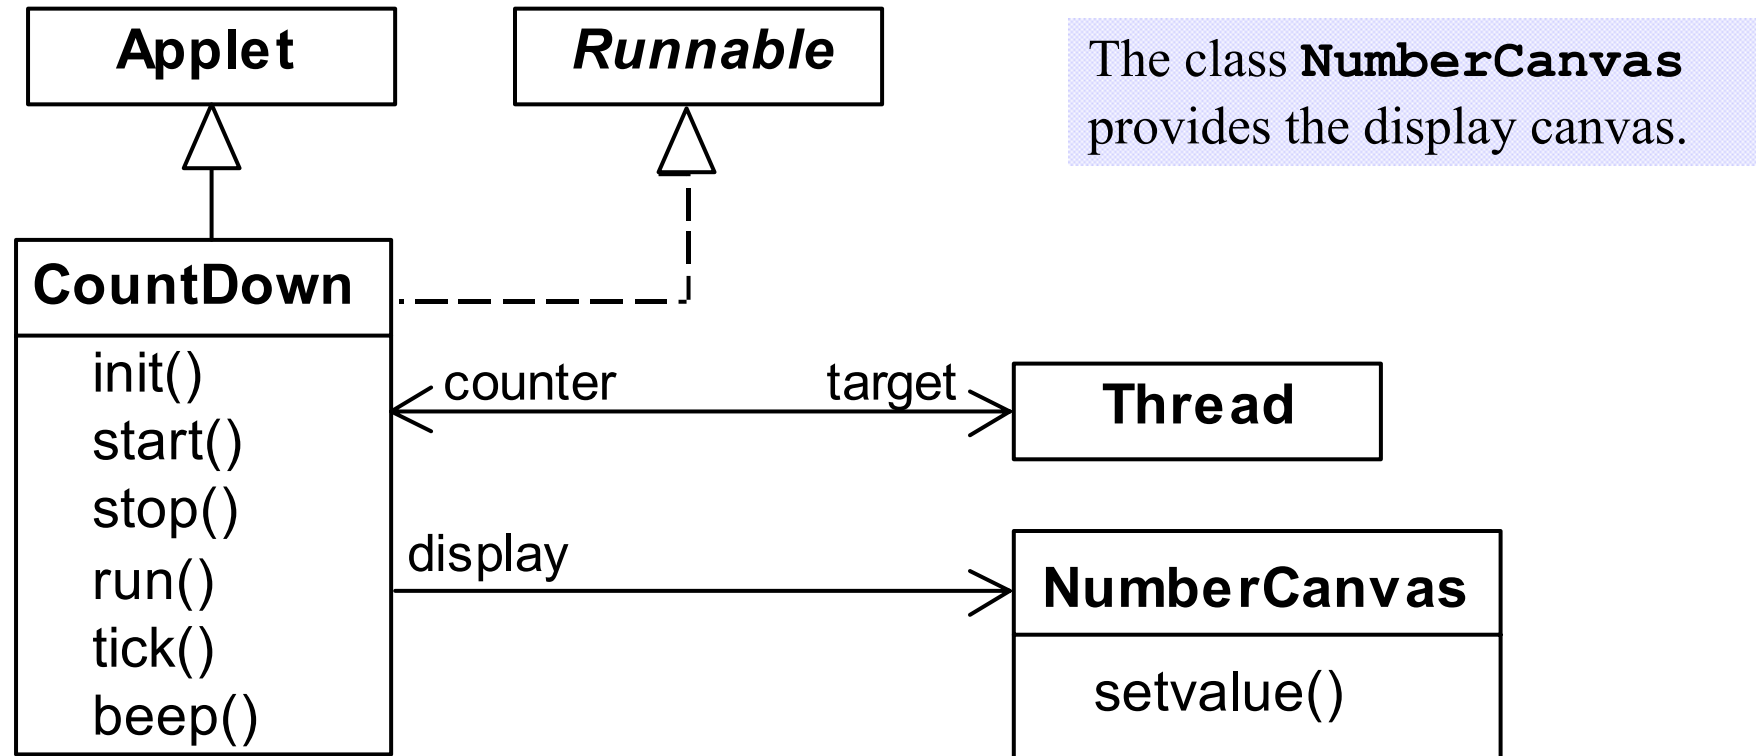 Applet
Runnable
The class NumberCanvas
provides the display canvas.
CountDown
init()
start()
stop()
run()
tick()
beep()
counter
target
Thread
display
NumberCanvas
setvalue()